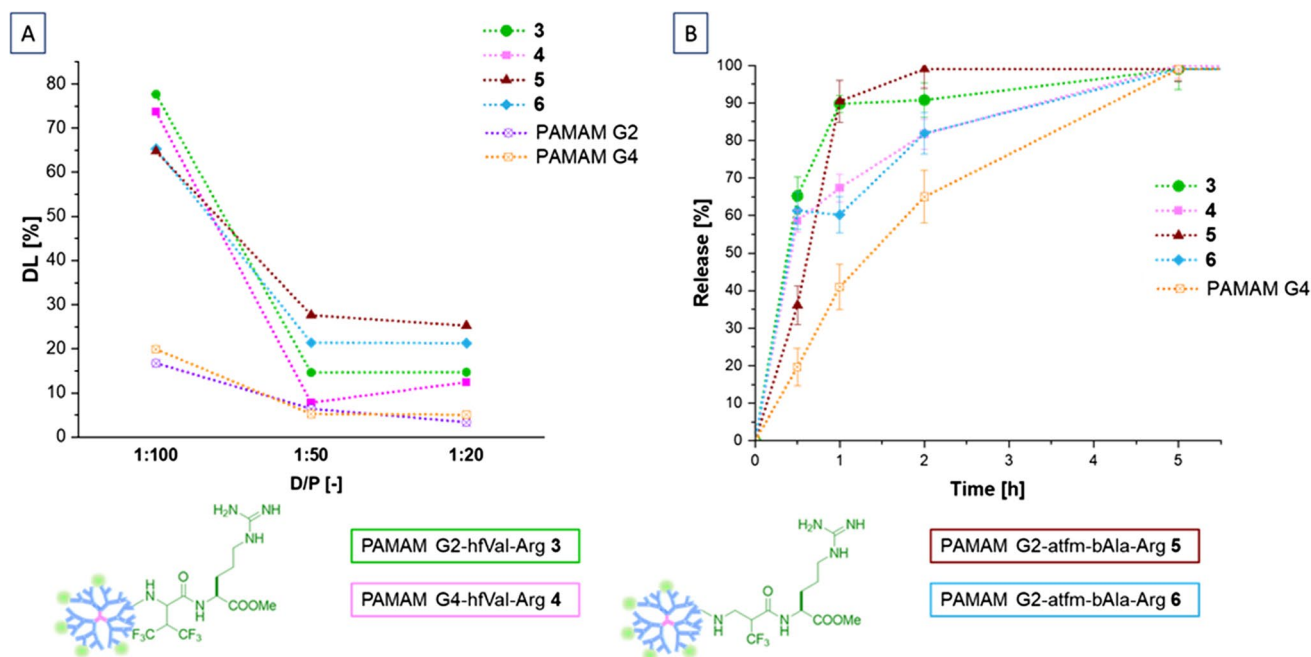 A
3
4
5
6
PAMAM G2
PAMAM G4
DL [%]
80
70
60
50
40
30
20
10
0
1:100 1:50 1:20
D/P [-]
B
3
4
5
6
PAMAM G4
Release [%]
100
90
80
70
60
50
40
30
20
10
0
0 1 2 3 4 5
Time [h]
H₂N NH
NH
H
N
O
N
H
COOMe
F₃C CF₃
PAMAM G2-hfVal-Arg 3
PAMAM G4-hfVal-Arg 4
H₂N NH
NH
O
N
H
CF₃
N
H
COOMe
PAMAM G2-atfm-bAla-Arg 5
PAMAM G2-atfm-bAla-Arg 6